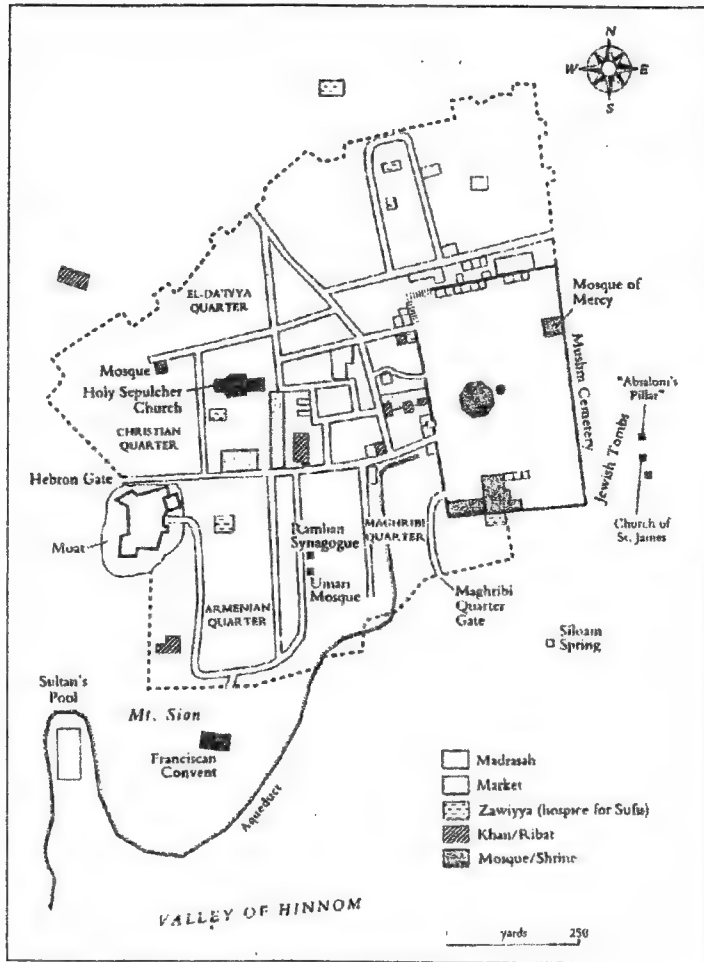 N
W E
S
EL-DATYYA
QUARTER
Mosque of
Mercy
Mosque
Holy Sepulcher
Church
CHRISTIAN
QUARTER
Muslim Cemetery
"Absalom's
Pillar"
Jewish Tombs
Church of
St. James
Hebron Gate
Moat
Ramban
Synagogue
MAGHRIBI
QUARTER
Umari
Mosque
ARMENIAN
QUARTER
Maghribi
Quarter
Gate
Siloam
Spring
Sultan's
Pool
Mt. Sion
Franciscan
Convent
Aqueduct
Madrasah
Market
Zawiyya (hospice for Sufis)
Khan/Ribat
Mosque/Shrine
VALLEY OF HINNOM
yards 250